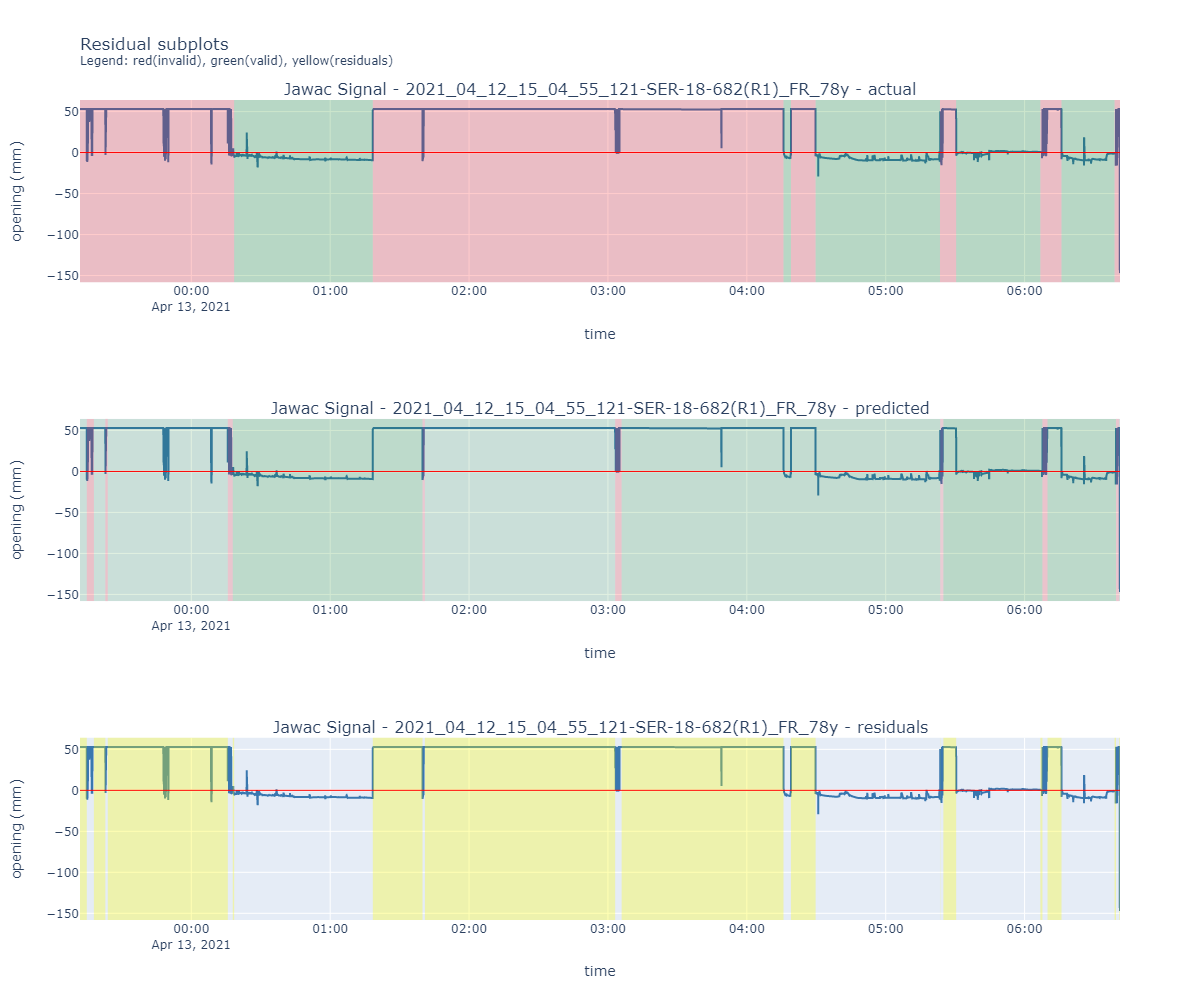 Residual subplots
Legend: red(invalid), green(valid), yellow(residuals)
Jawac Signal - 2021_04_12_15_04_55_121-SER-18-682(R1)_FR_78y - actual
opening (mm)
50
0
−50
−100
−150
00:00 01:00 02:00 03:00 04:00 05:00 06:00
Apr 13, 2021
time
Jawac Signal - 2021_04_12_15_04_55_121-SER-18-682(R1)_FR_78y - predicted
opening (mm)
50
0
−50
−100
−150
00:00 01:00 02:00 03:00 04:00 05:00 06:00
Apr 13, 2021
time
Jawac Signal - 2021_04_12_15_04_55_121-SER-18-682(R1)_FR_78y - residuals
opening (mm)
50
0
−50
−100
−150
00:00 01:00 02:00 03:00 04:00 05:00 06:00
Apr 13, 2021
time